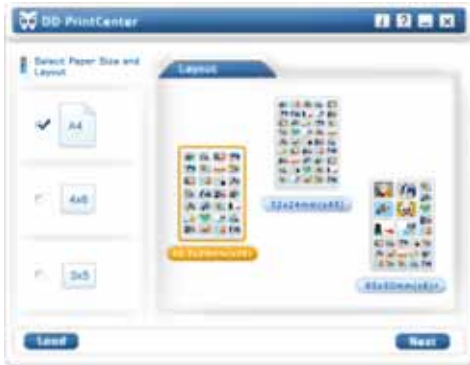 DD PrintCenter
Select Paper Size and
Layout
Layout
A4
4x6
3x5
Load
Next